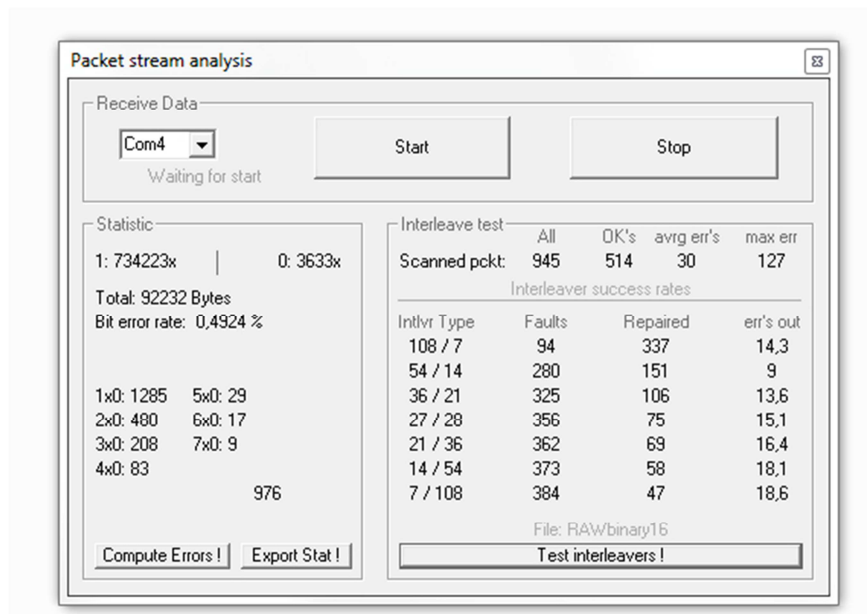 Packet stream analysis
Receive Data
Com4
Start
Stop
Waiting for start
Statistic
1: 734223x | 0: 3633x
Total: 92232 Bytes
Bit error rate: 0,4924 %
1x0: 1285 5x0: 29
2x0: 480 6x0: 17
3x0: 208 7x0: 9
4x0: 83
976
Compute Errors ! Export Stat !
Interleave test
All OK's avrg err's max err
Scanned pckt: 945 514 30 127
Interleaver success rates
Intlvr Type Faults Repaired err's out
108 / 7 94 337 14,3
54 / 14 280 151 9
36 / 21 325 106 13,6
27 / 28 356 75 15,1
21 / 36 362 69 16,4
14 / 54 373 58 18,1
7 / 108 384 47 18,6
File: RAWbinary16
Test interleavers !